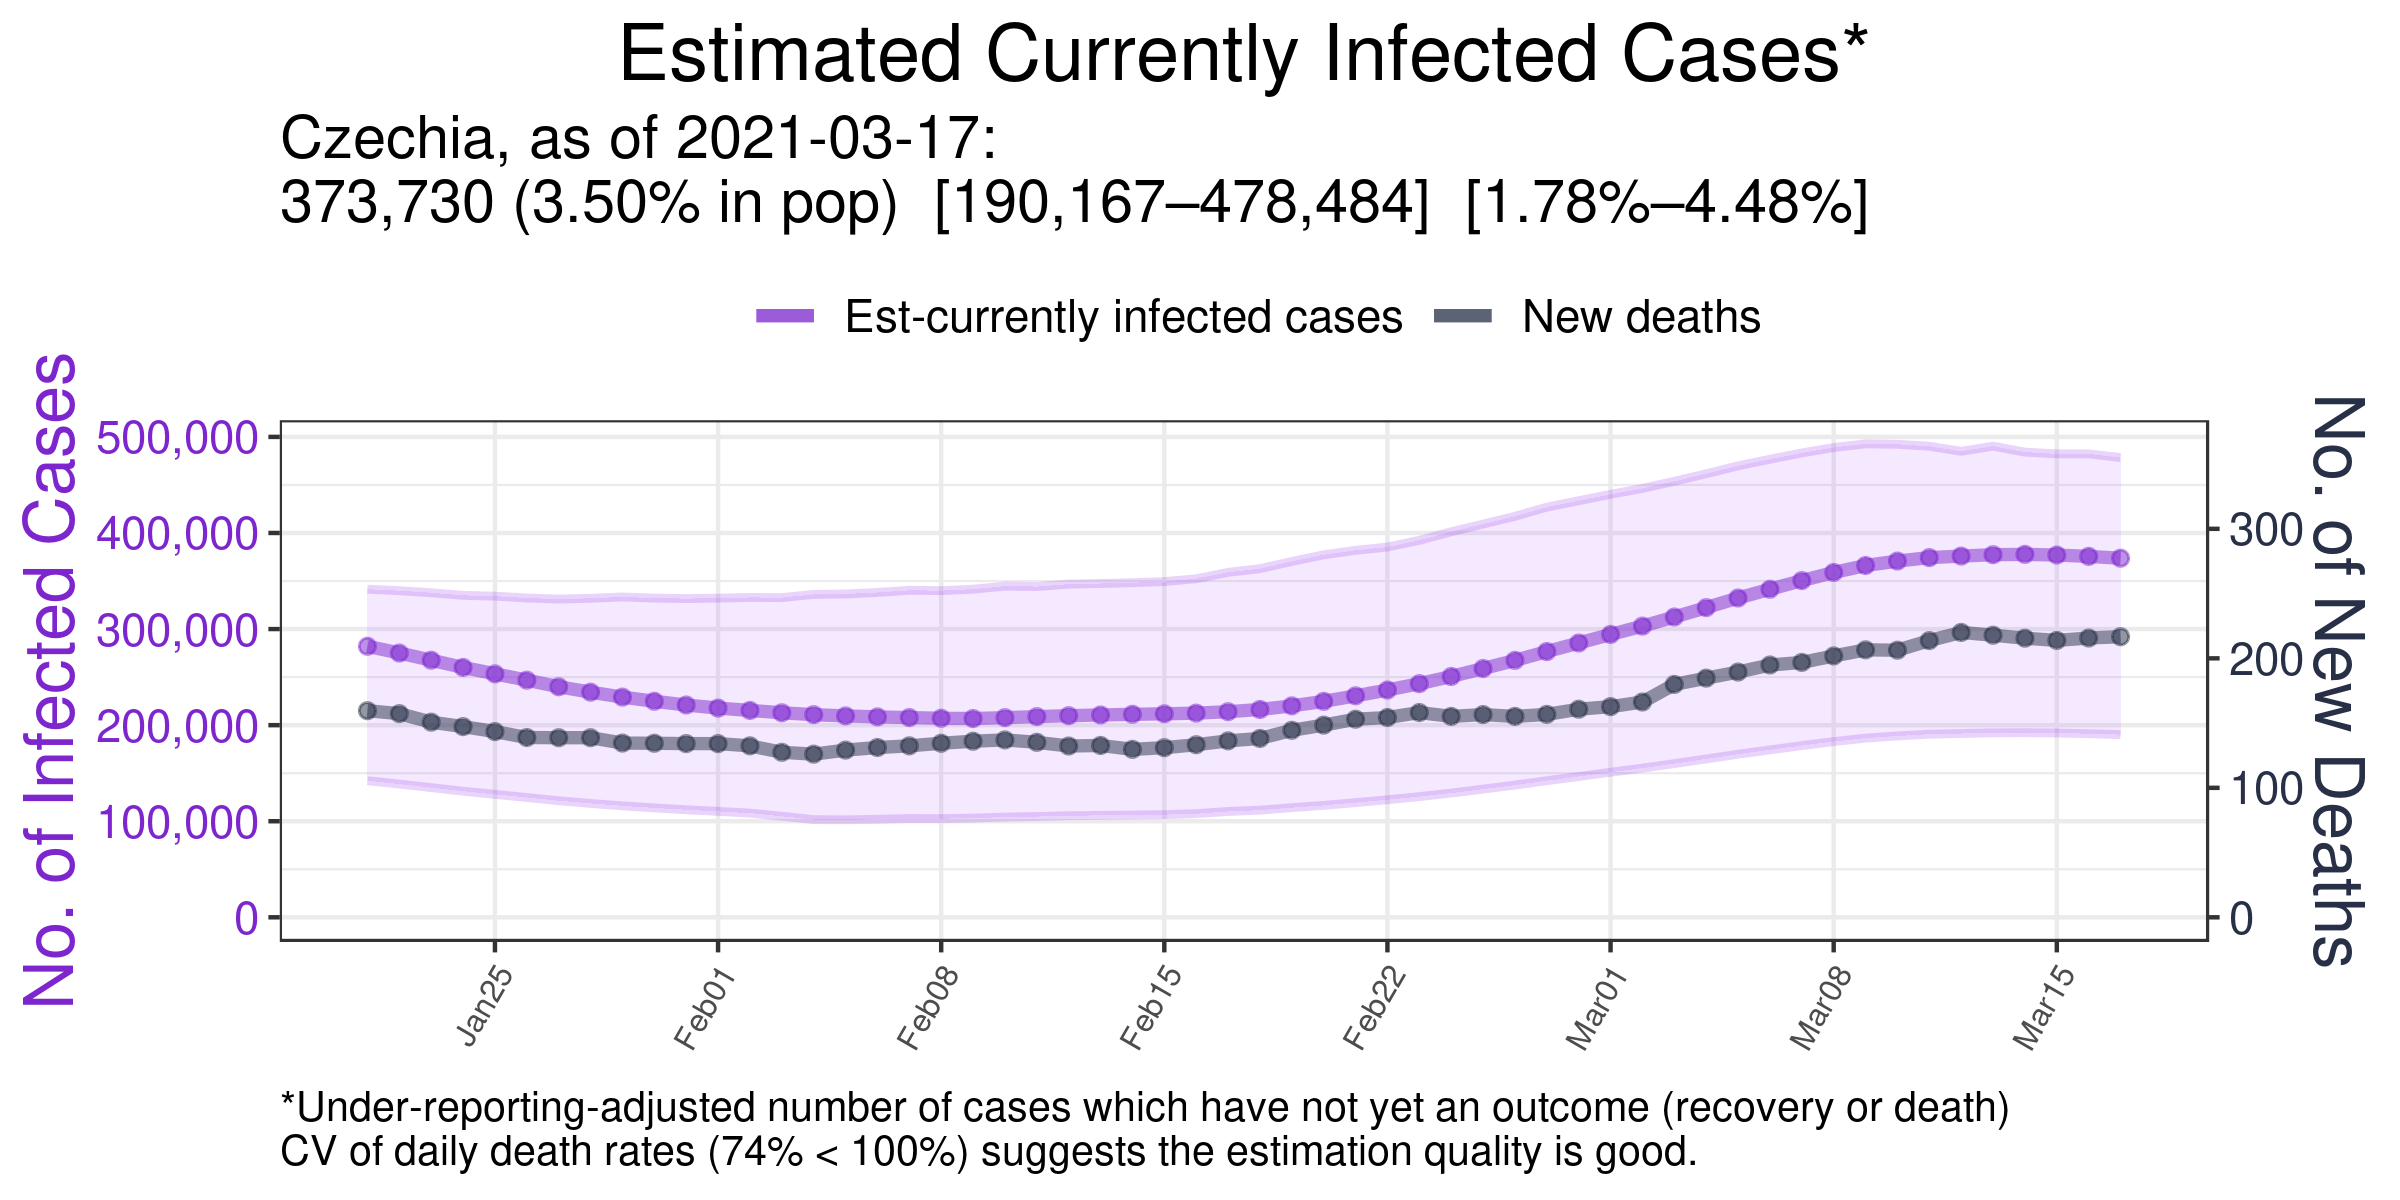 Estimated Currently Infected Cases*
Czechia, as of 2021-03-17:
373,730 (3.50% in pop) [190,167–478,484] [1.78%–4.48%]
Est-currently infected cases
New deaths
No. of Infected Cases
500,000
400,000
300,000
200,000
100,000
0
No. of New Deaths
300
200
100
0
Jan25
Feb01
Feb08
Feb15
Feb22
Mar01
Mar08
Mar15
*Under-reporting-adjusted number of cases which have not yet an outcome (recovery or death)
CV of daily death rates (74% < 100%) suggests the estimation quality is good.